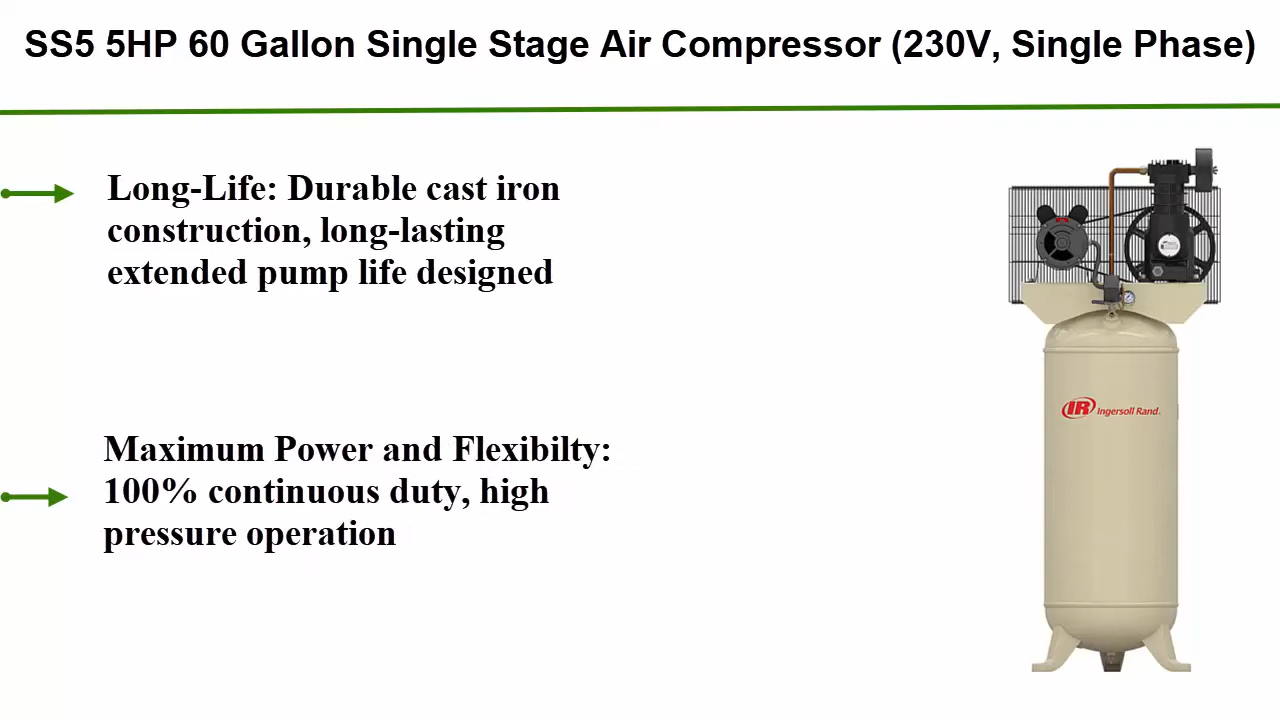 SS5 5HP 60 Gallon Single Stage Air Compressor (230V, Single Phase)
Long-Life: Durable cast iron
construction, long-lasting
extended pump life designed
Maximum Power and Flexibilty:
100% continuous duty, high
pressure operation
IR Ingersoll Rand.